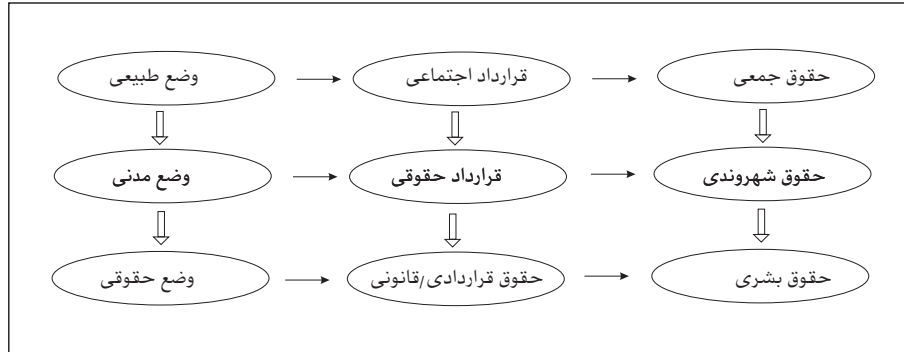 وضع طبیعی
قرارداد اجتماعی
حقوق جمعی
وضع مدنی
قرارداد حقوقی
حقوق شهروندی
وضع حقوقی
حقوق قراردادی/قانونی
حقوق بشری